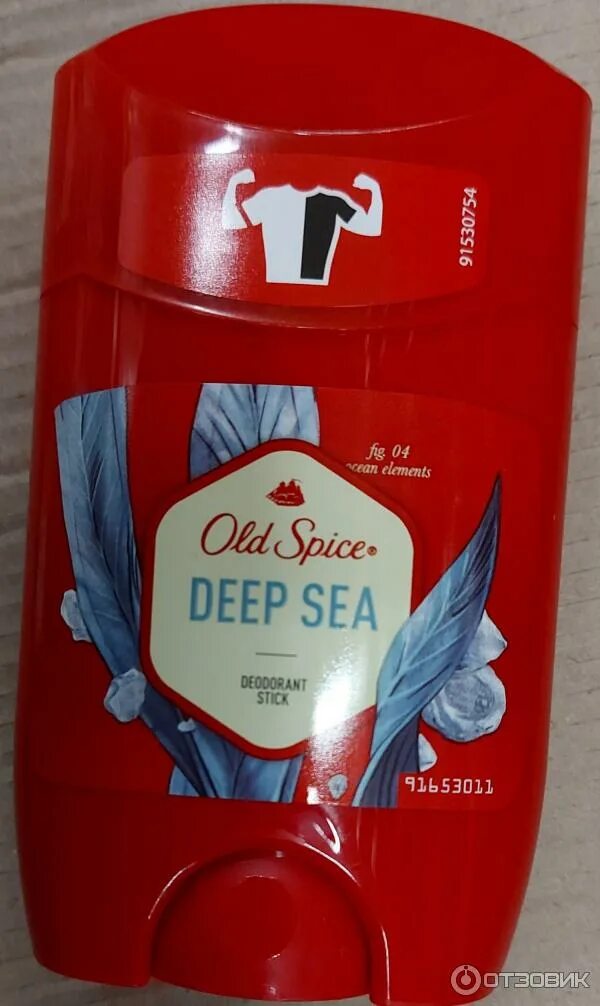 91530754
fig. 04
ocean elements
Old Spice®
DEEP SEA
DEODORANT
STICK
91653011
ОТЗОВИК